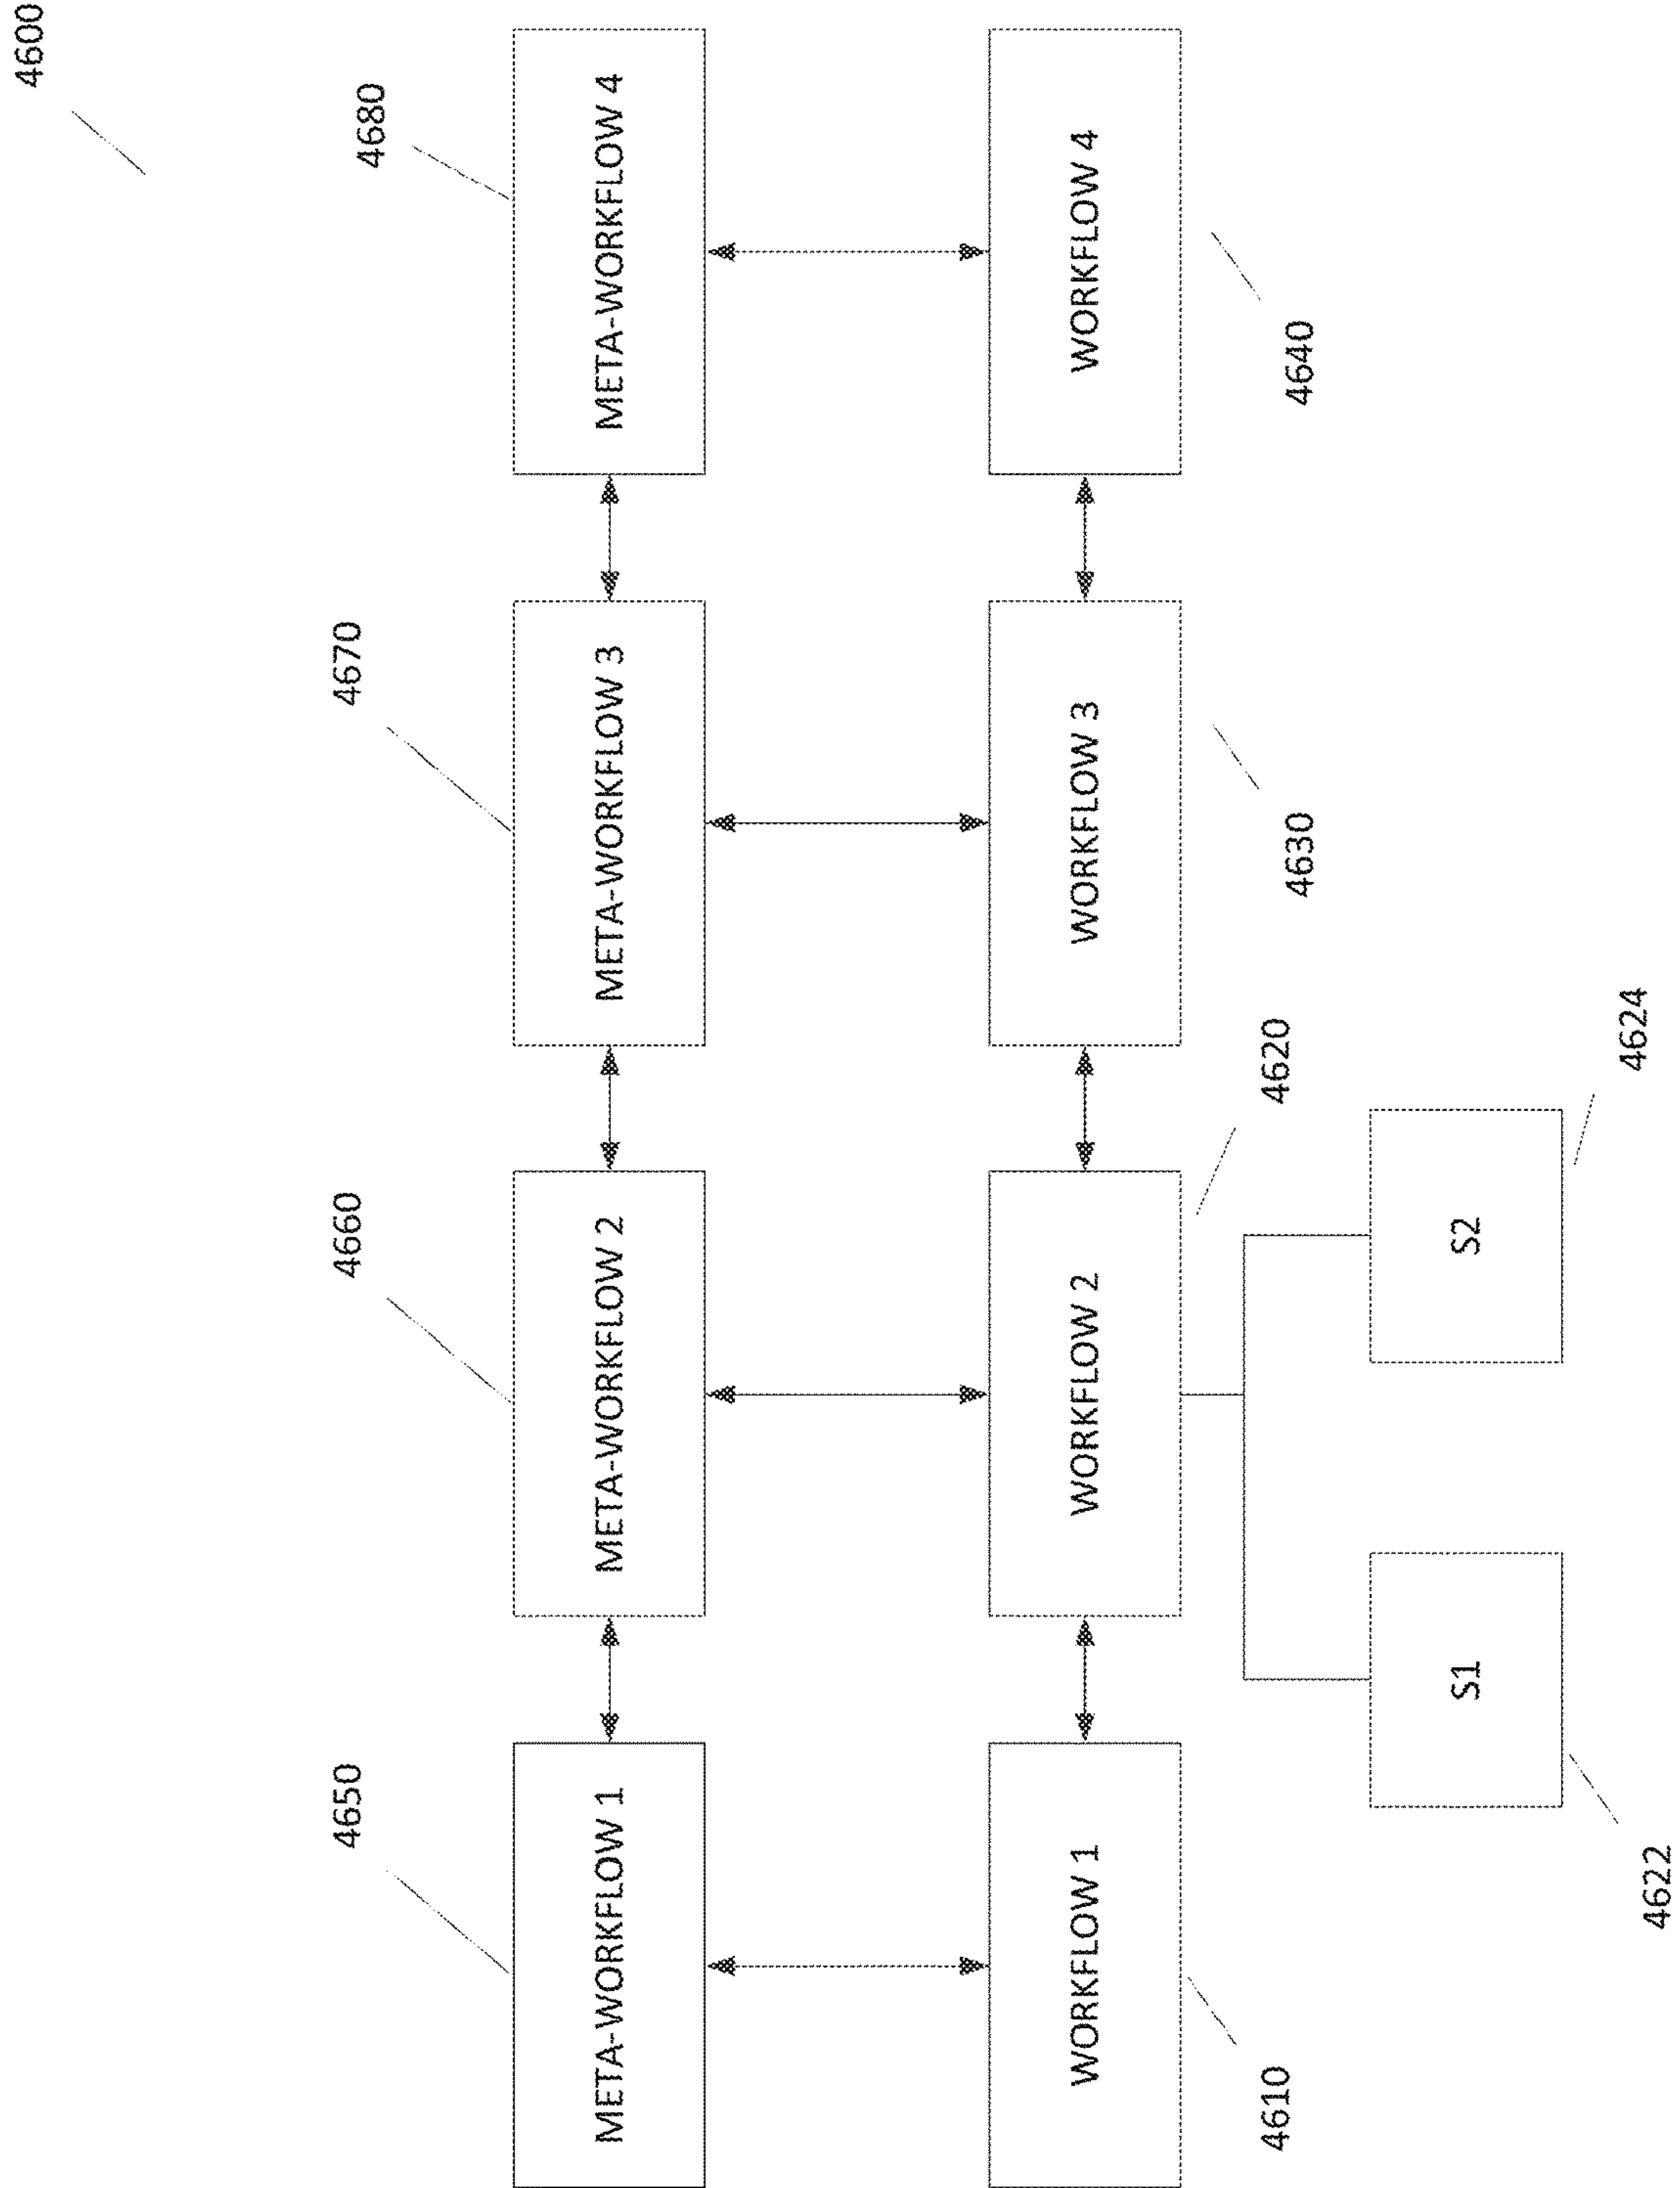 4600
4650
4660
4670
4680
META-WORKFLOW 1
META-WORKFLOW 2
META-WORKFLOW 3
META-WORKFLOW 4
WORKFLOW 1
WORKFLOW 2
WORKFLOW 3
WORKFLOW 4
4610
4620
4630
4640
S1
S2
4622
4624